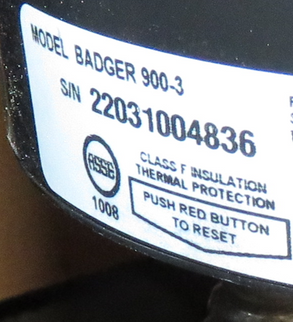 MODEL BADGER 900-3
S/N 22031004836
ASSE
1008
CLASS F INSULATION
THERMAL PROTECTION
PUSH RED BUTTON
TO RESET